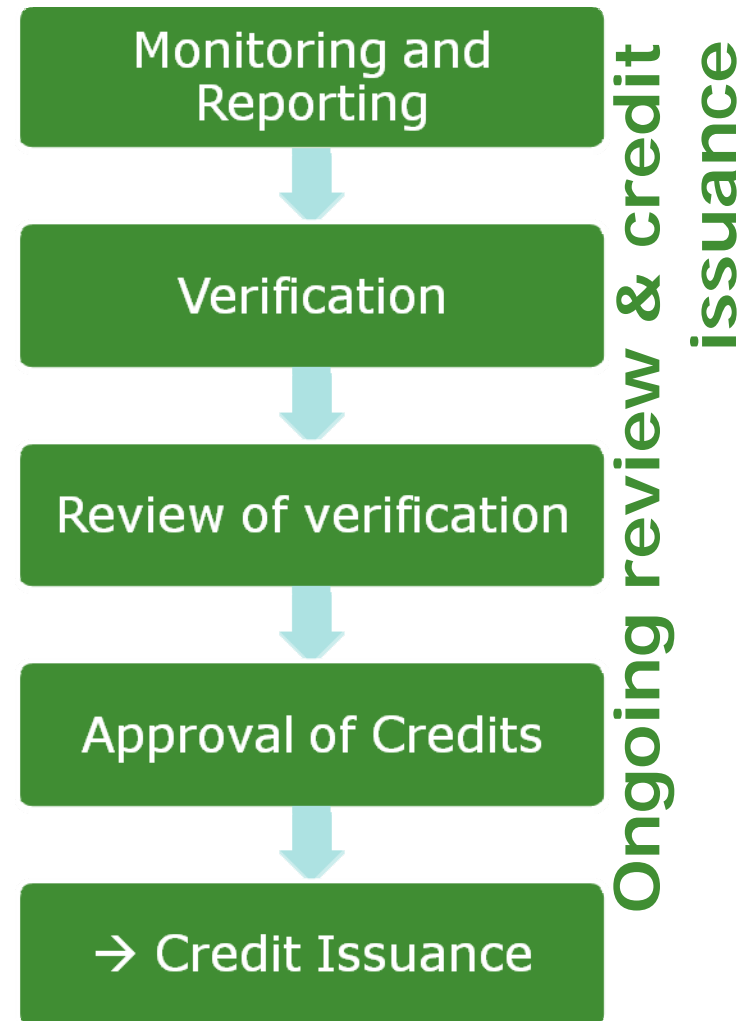 Monitoring and
Reporting
Verification
Review of verification
Approval of Credits
→ Credit Issuance
Ongoing review & credit
issuance